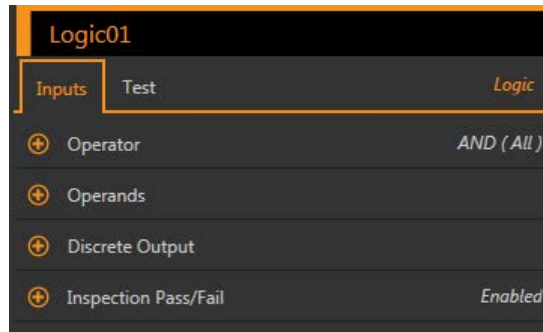 Logic01
Inputs Test Logic
Operator AND ( All )
Operands
Discrete Output
Inspection Pass/Fail Enabled